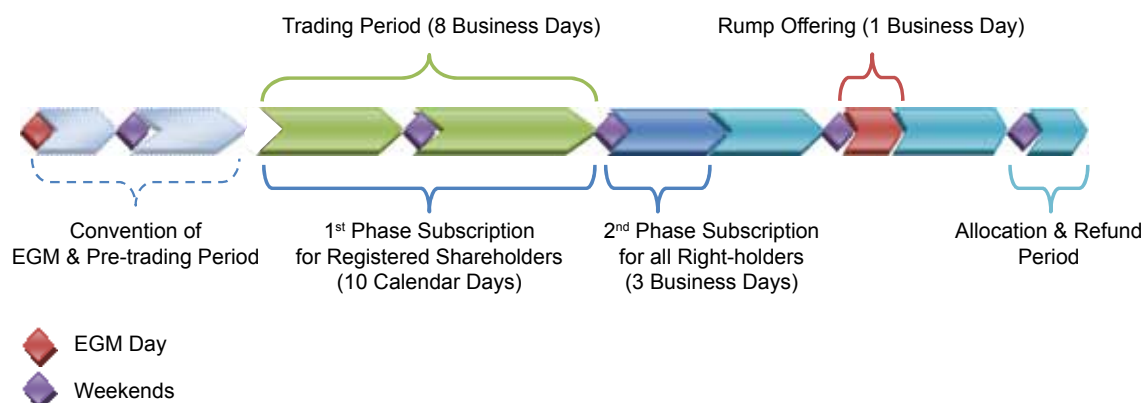 Trading Period (8 Business Days)
Rump Offering (1 Business Day)
Convention of
EGM & Pre-trading Period
1st Phase Subscription
for Registered Shareholders
(10 Calendar Days)
2nd Phase Subscription
for all Right-holders
(3 Business Days)
Allocation & Refund
Period
EGM Day
Weekends